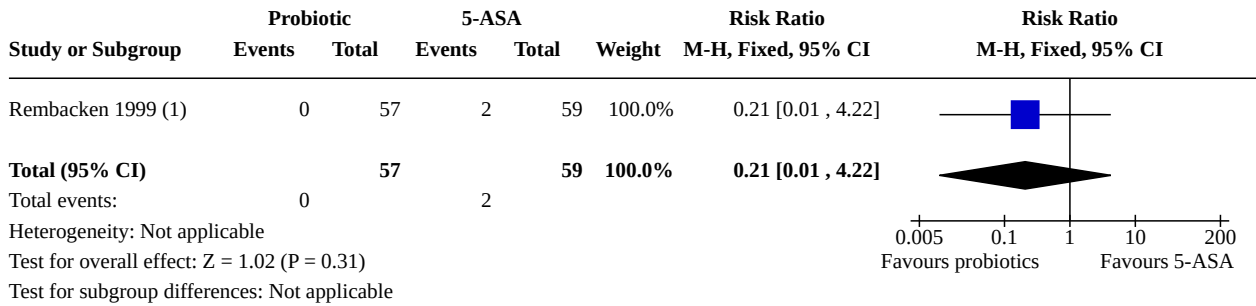 Probiotic 5-ASA Risk Ratio Risk Ratio
Study or Subgroup Events Total Events Total Weight M-H, Fixed, 95% CI M-H, Fixed, 95% CI
Rembacken 1999 (1) 0 57 2 59 100.0% 0.21 [0.01 , 4.22]
Total (95% CI) 57 59 100.0% 0.21 [0.01 , 4.22]
Total events: 0 2
Heterogeneity: Not applicable
0.005 0.1 1 10 200
Test for overall effect: Z = 1.02 (P = 0.31)
Favours probiotics Favours 5-ASA
Test for subgroup differences: Not applicable